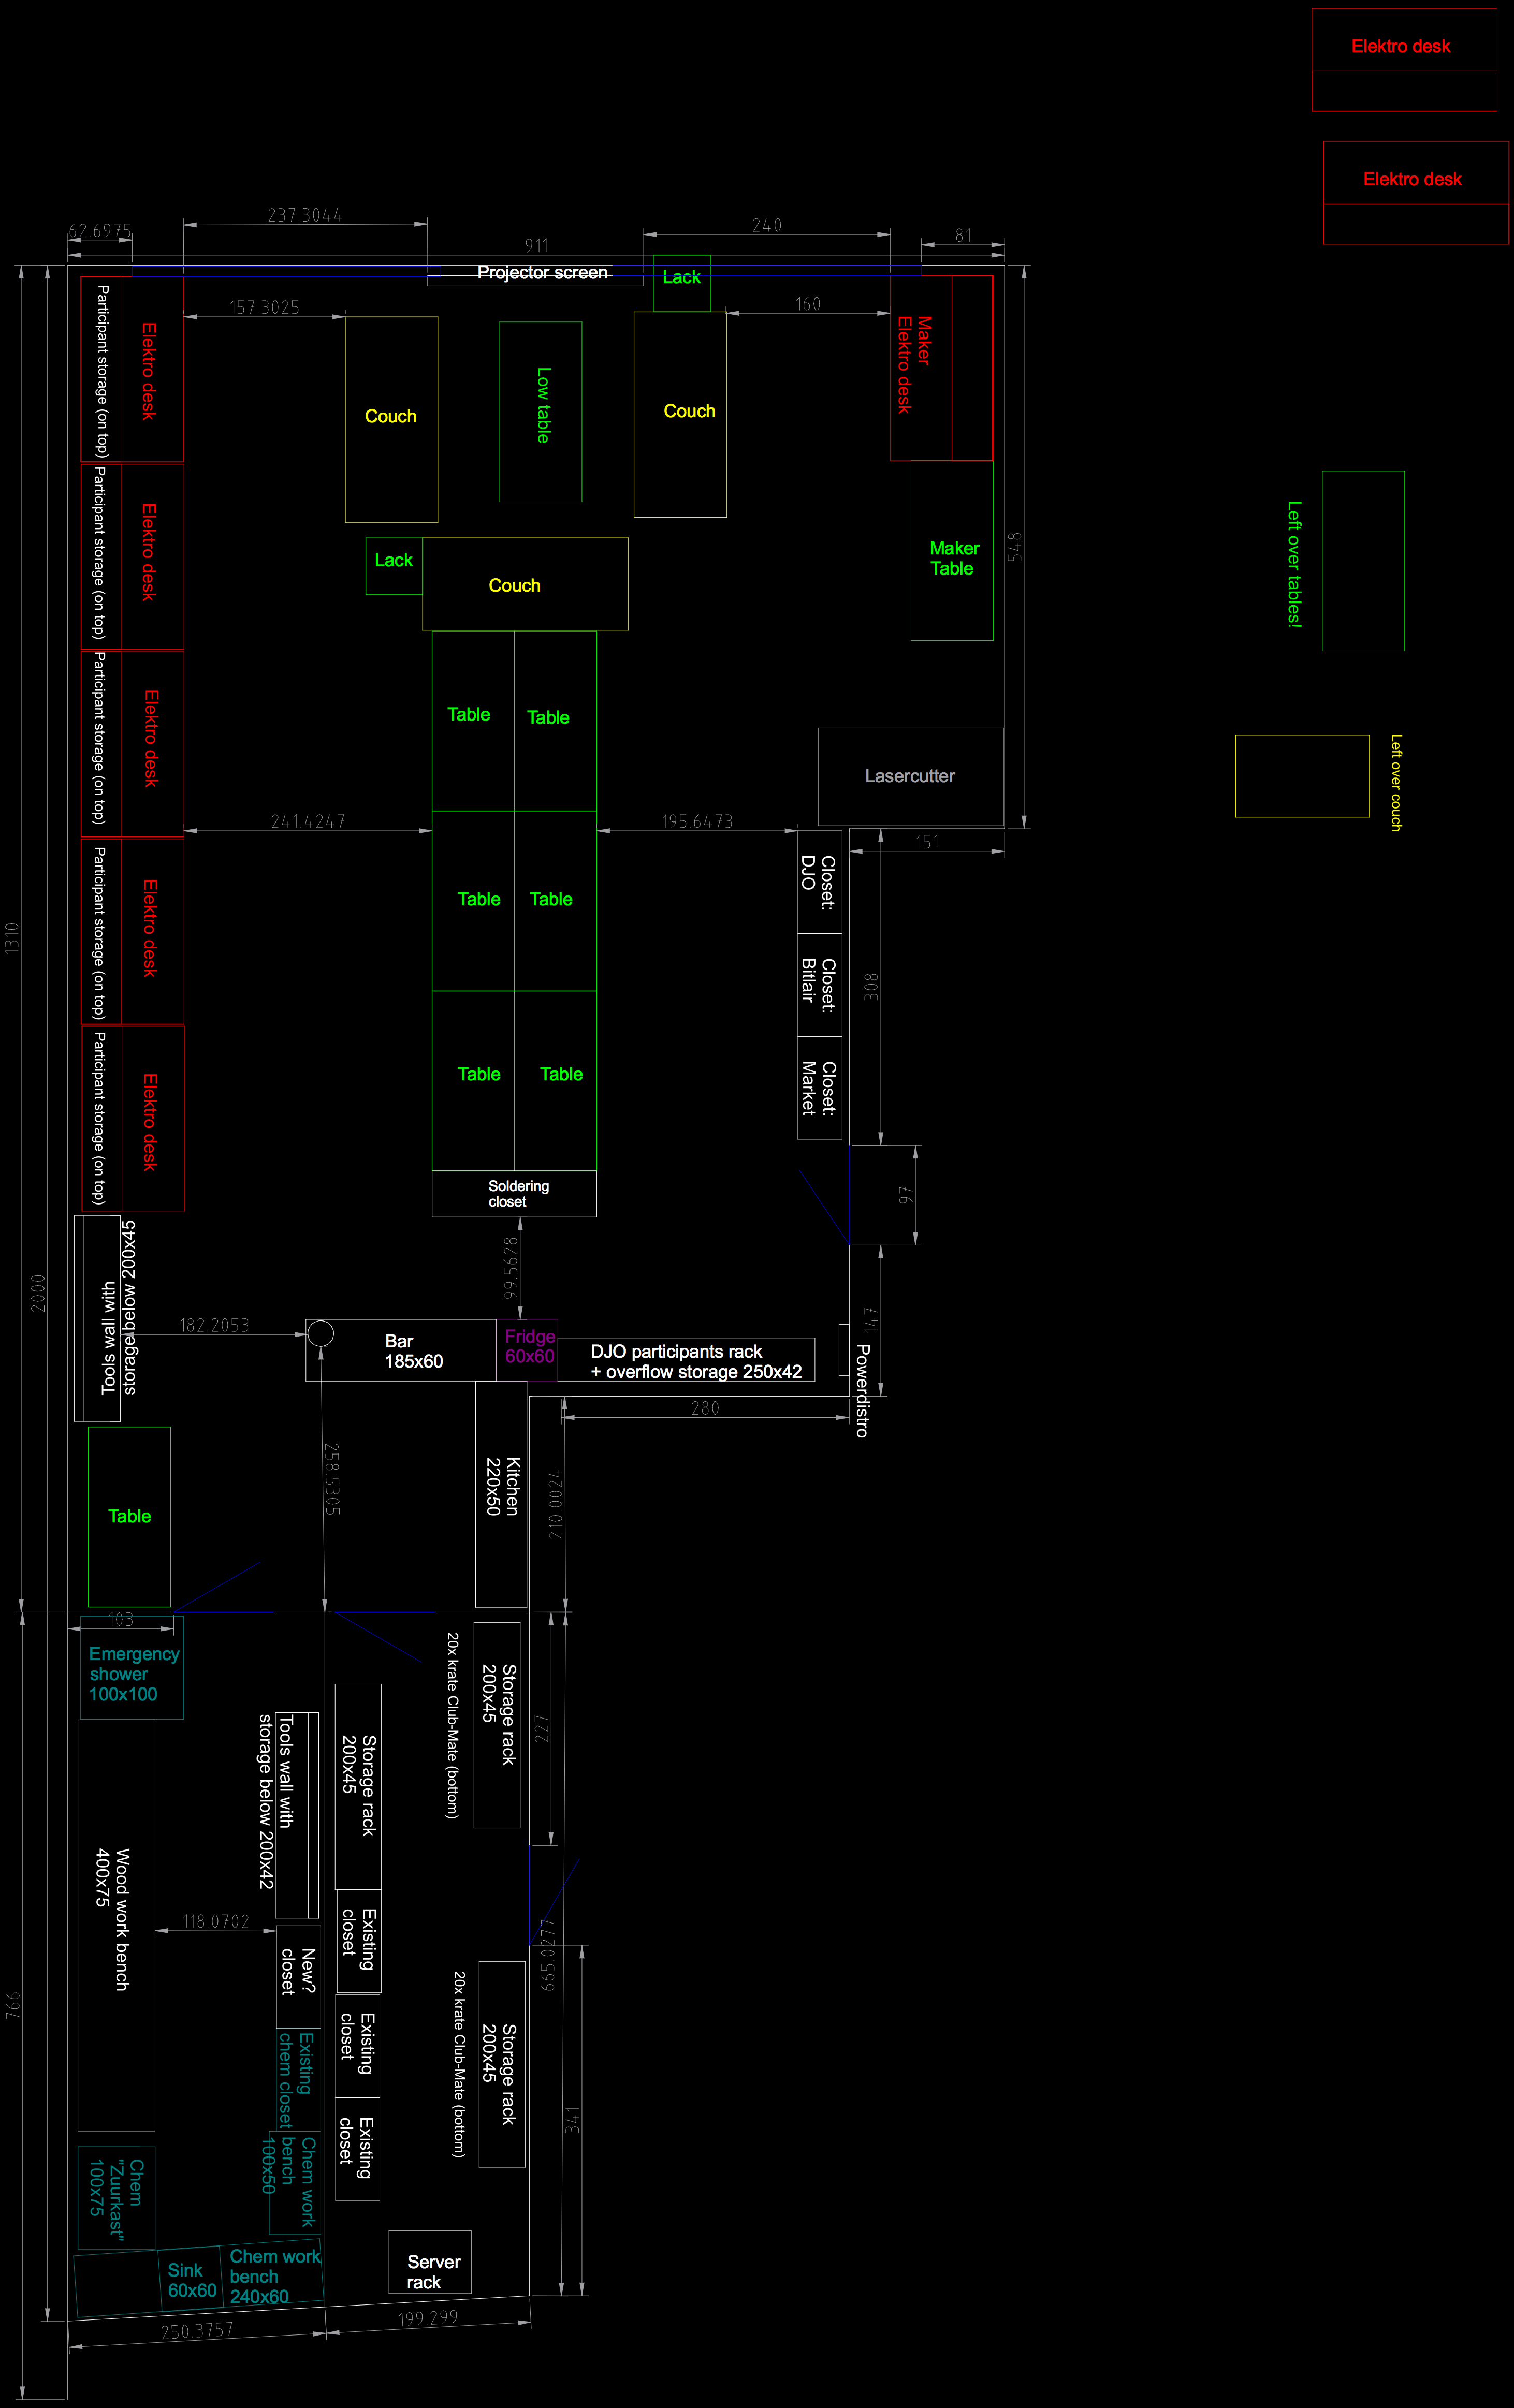 Elektro desk
Elektro desk
237.3044
62.6975
911
240
81
Projector screen
Lack
157.3025
160
Participant storage (on top)
Elektro desk
Couch
Low table
Couch
Maker
Elektro desk
Participant storage (on top)
Elektro desk
Lack
Couch
Maker
Table
548
Left over tables!
Participant storage (on top)
Elektro desk
Table
Table
Lasercutter
Left over couch
241.4247
195.6473
151
Participant storage (on top)
Elektro desk
Table
Table
Closet:
DJO
Closet:
Bitlair
308
1310
Participant storage (on top)
Elektro desk
Table
Table
Closet:
Market
Soldering
closet
97
99.5628
2000
Tools wall with
storagebelow 200x45
182.2053
Bar
185x60
Fridge
60x60
DJO participants rack
+ overflow storage 250x42
147
Powerdistro
280
258.5305
Kitchen
220x50
210.0024
Table
103
Emergency
shower
100x100
Tools wall with
storage below 200x42
Storage rack
200x45
20x krate Club-Mate (bottom)
Storage rack
200x45
227
Wood work bench
400x75
118.0702
New?
closet
Existing
closet
665.0277
766
Existing
chem closet
Existing
closet
20x krate Club-Mate (bottom)
Storage rack
200x45
341
Chem
"Zuurkast"
100x75
Chem work
bench
100x50
Existing
closet
Sink
60x60
Chem work
bench
240x60
Server
rack
250.3757
199.299